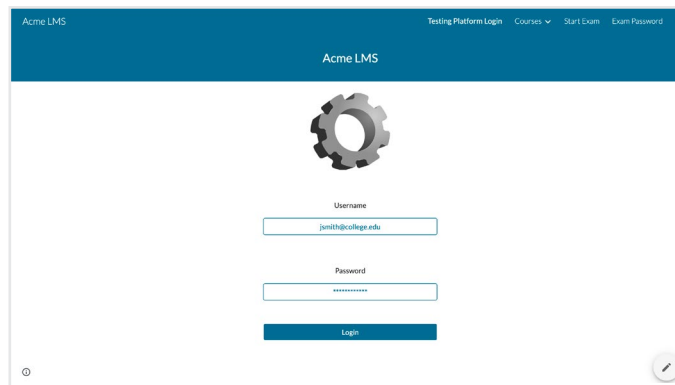 Acme LMS
Testing Platform Login Courses Start Exam Exam Password
Acme LMS
Username
jsmith@college.edu
Password
************
Login